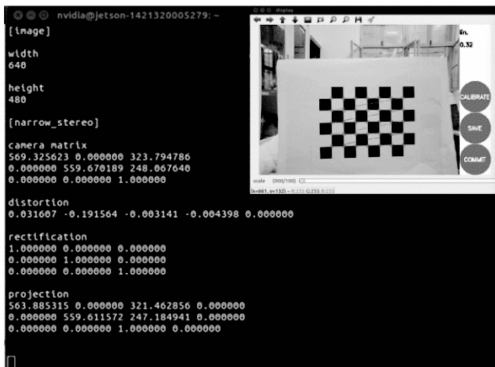 nvidia@jetson-1421320005279: ~
[image]
width
640
height
480
[narrow_stereo]
camera matrix
569.325623 0.000000 323.794786
0.000000 559.670189 248.067640
0.000000 0.000000 1.000000
distortion
0.031607 -0.191564 -0.003141 -0.004398 0.000000
rectification
1.000000 0.000000 0.000000
0.000000 1.000000 0.000000
0.000000 0.000000 1.000000
projection
563.885315 0.000000 321.462856 0.000000
0.000000 559.611572 247.184941 0.000000
0.000000 0.000000 1.000000 0.000000
display
lin.
0.32
CALIBRATE
SAVE
COMMIT
scale